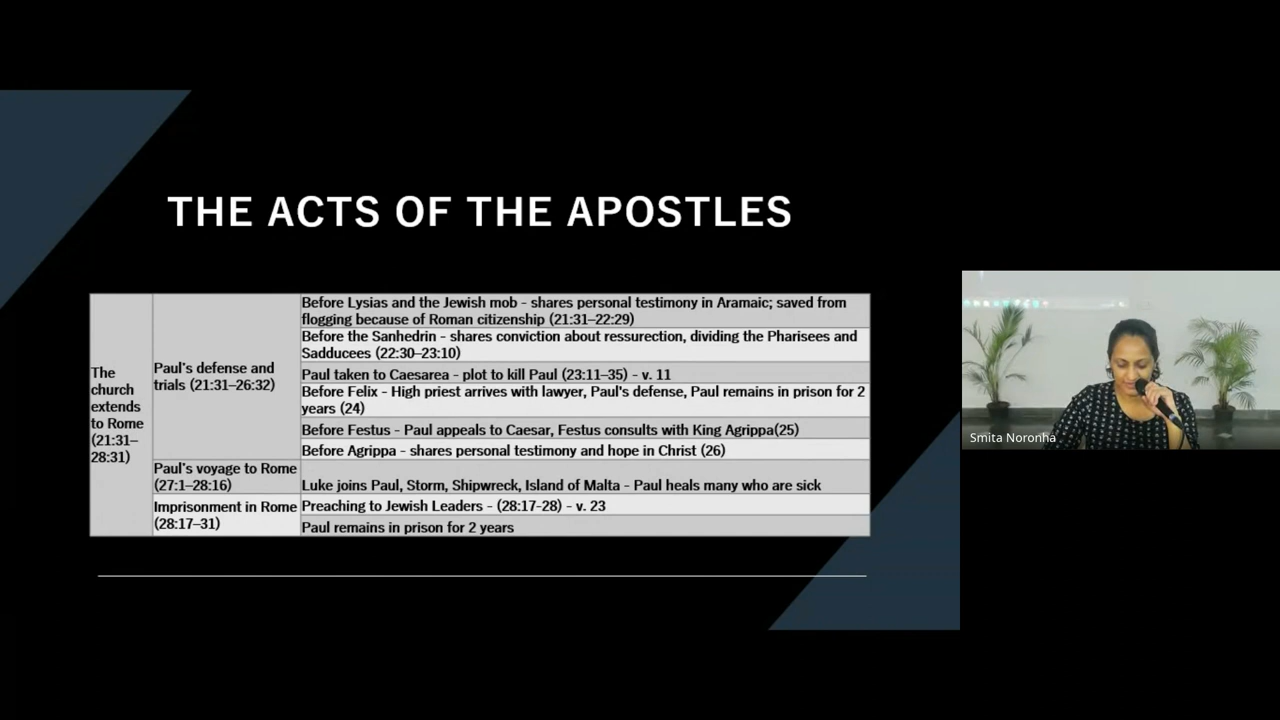 THE ACTS OF THE APOSTLES
The
church
extends
to Rome
(21:31–
28:31)
Paul's defense and
trials (21:31–26:32)
Before Lysias and the Jewish mob - shares personal testimony in Aramaic; saved from
flogging because of Roman citizenship (21:31–22:29)
Before the Sanhedrin - shares conviction about ressurection, dividing the Pharisees and
Sadducees (22:30–23:10)
Paul taken to Caesarea - plot to kill Paul (23:11–35) - v. 11
Before Felix - High priest arrives with lawyer, Paul's defense, Paul remains in prison for 2
years (24)
Before Festus - Paul appeals to Caesar, Festus consults with King Agrippa(25)
Before Agrippa - shares personal testimony and hope in Christ (26)
Paul's voyage to Rome
(27:1–28:16)
Luke joins Paul, Storm, Shipwreck, Island of Malta - Paul heals many who are sick
Imprisonment in Rome
(28:17–31)
Preaching to Jewish Leaders - (28:17-28) - v. 23
Paul remains in prison for 2 years
Smita Noronha